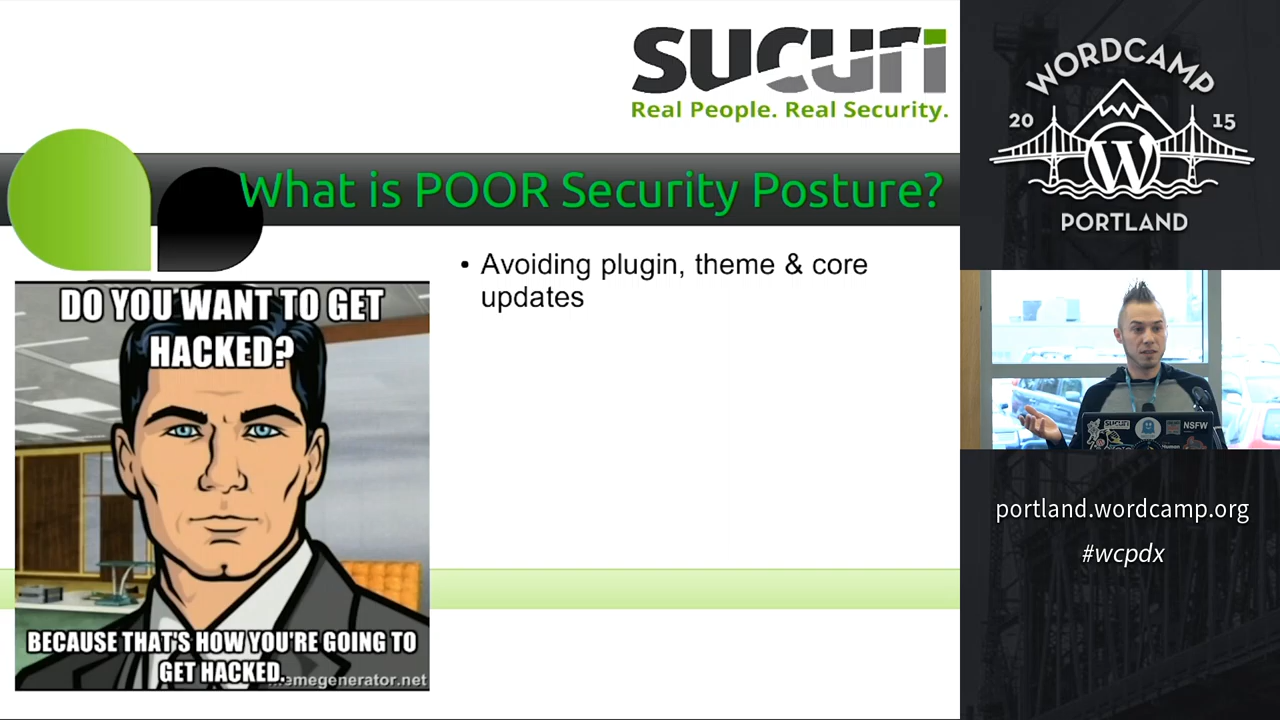 sucuri
Real People. Real Security.
What is POOR Security Posture?
• Avoiding plugin, theme & core
updates
DO YOU WANT TO GET
HACKED?
BECAUSE THAT'S HOW YOU'RE GOING TO
GET HACKED.
memegenerator.net
WORDCAMP
20 15
W
PORTLAND
SUCURI
NSFW
portland.wordcamp.org
#wcpdx